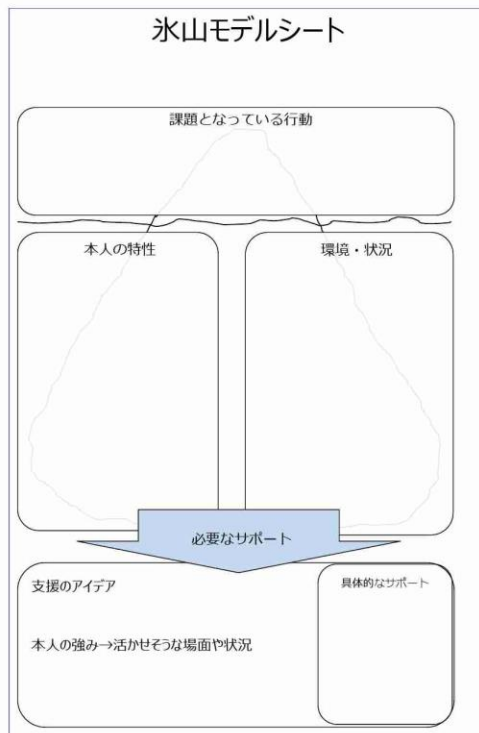 氷山モデルシート
課題となっている行動
本人の特性
環境・状況
必要なサポート
支援のアイデア
具体的なサポート
本人の強み→活かせそうな場面や状況